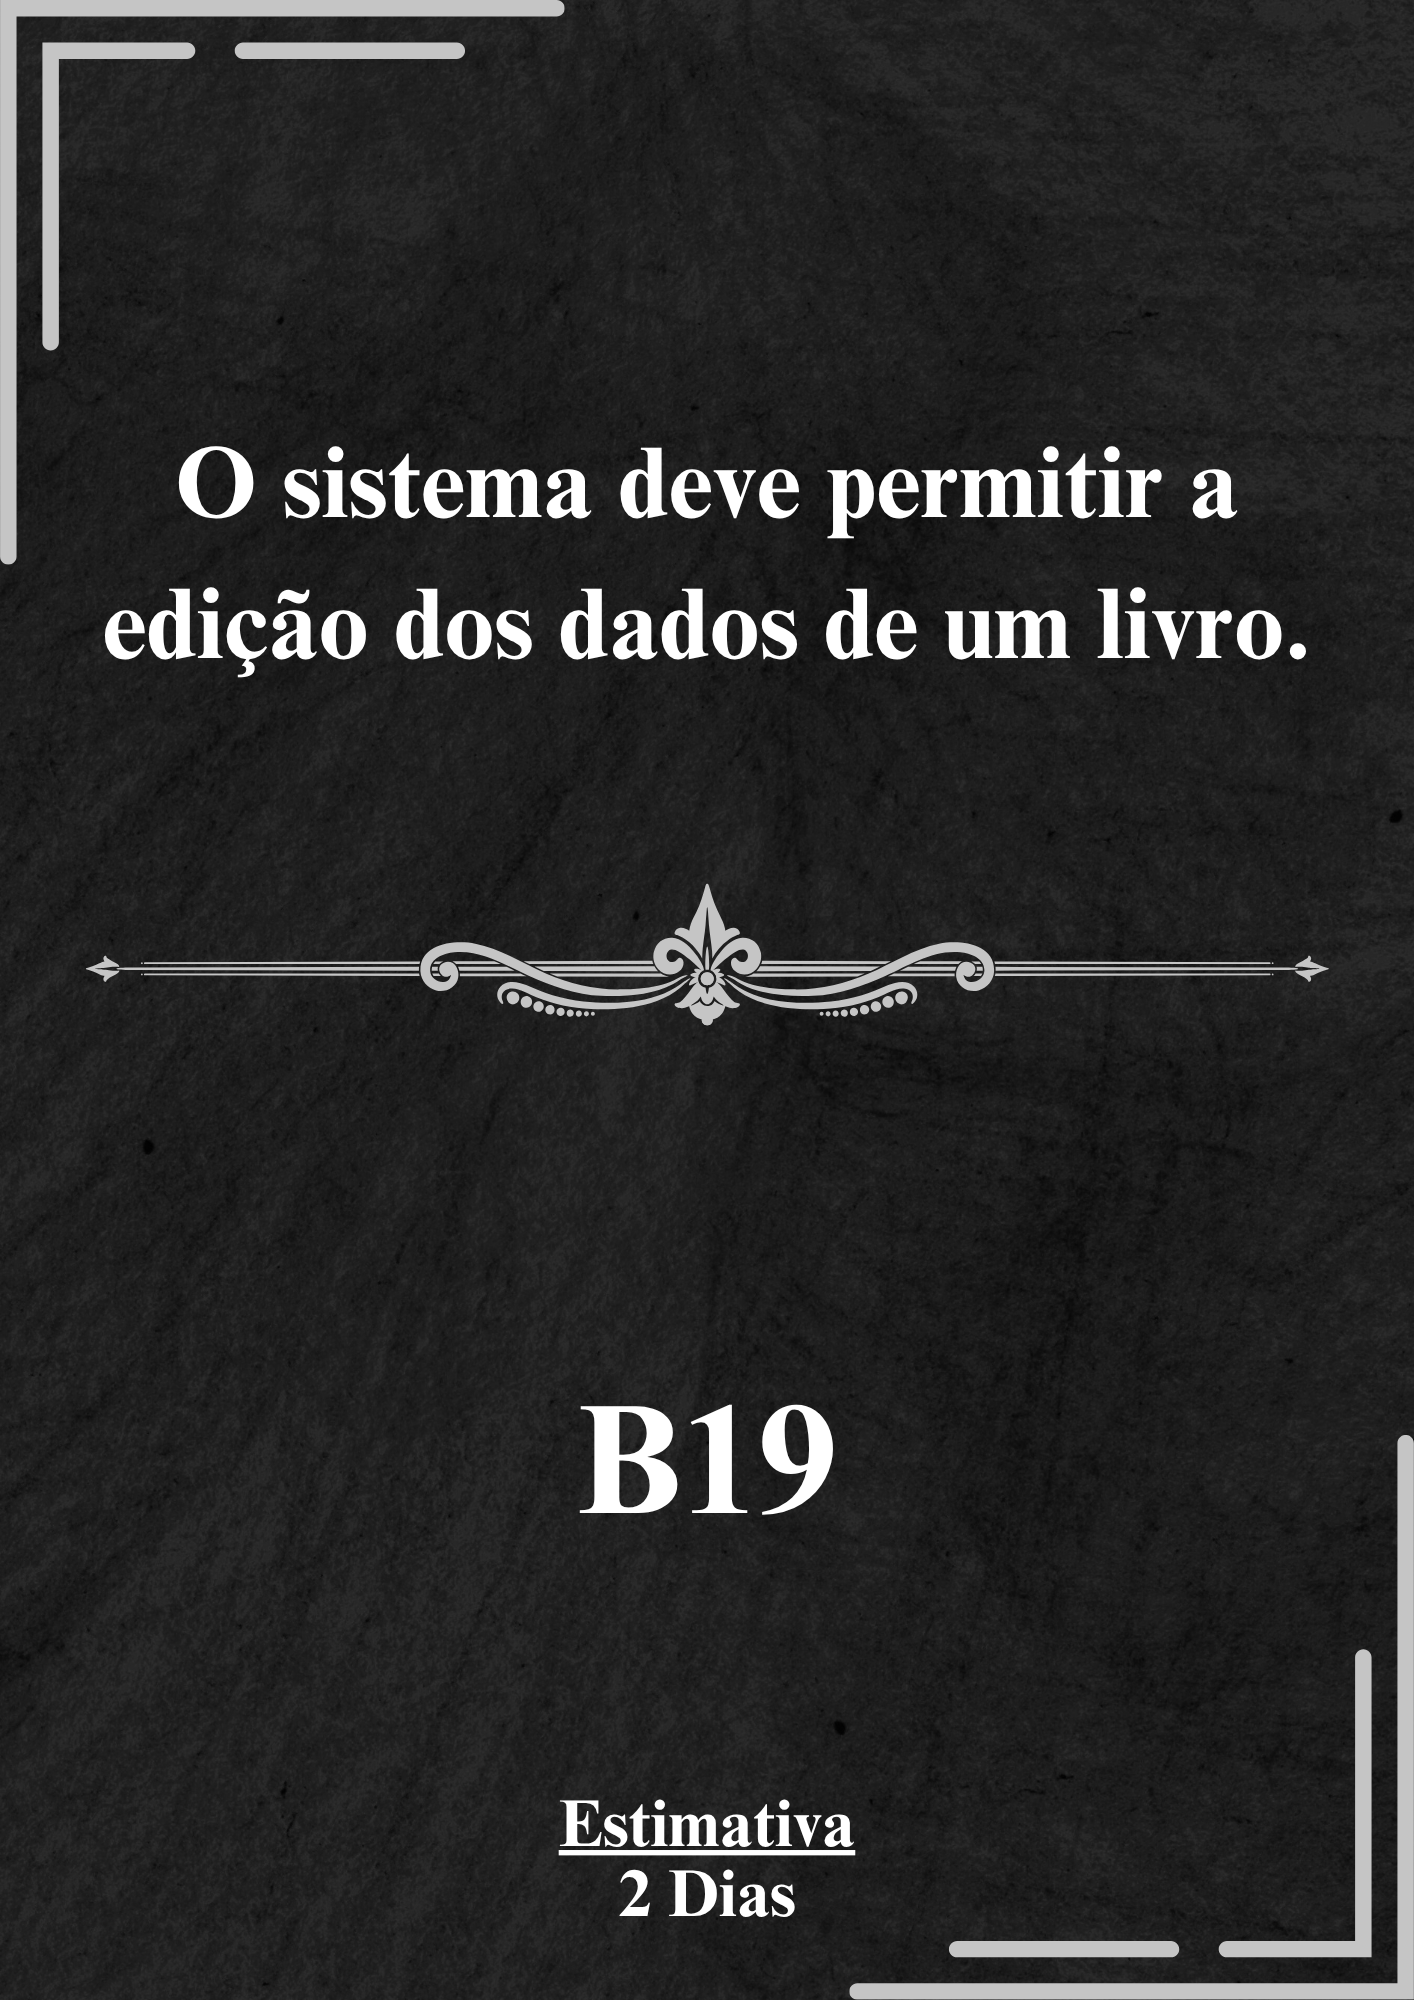 O sistema deve permitir a
edição dos dados de um livro.
B19
Estimativa
2 Dias